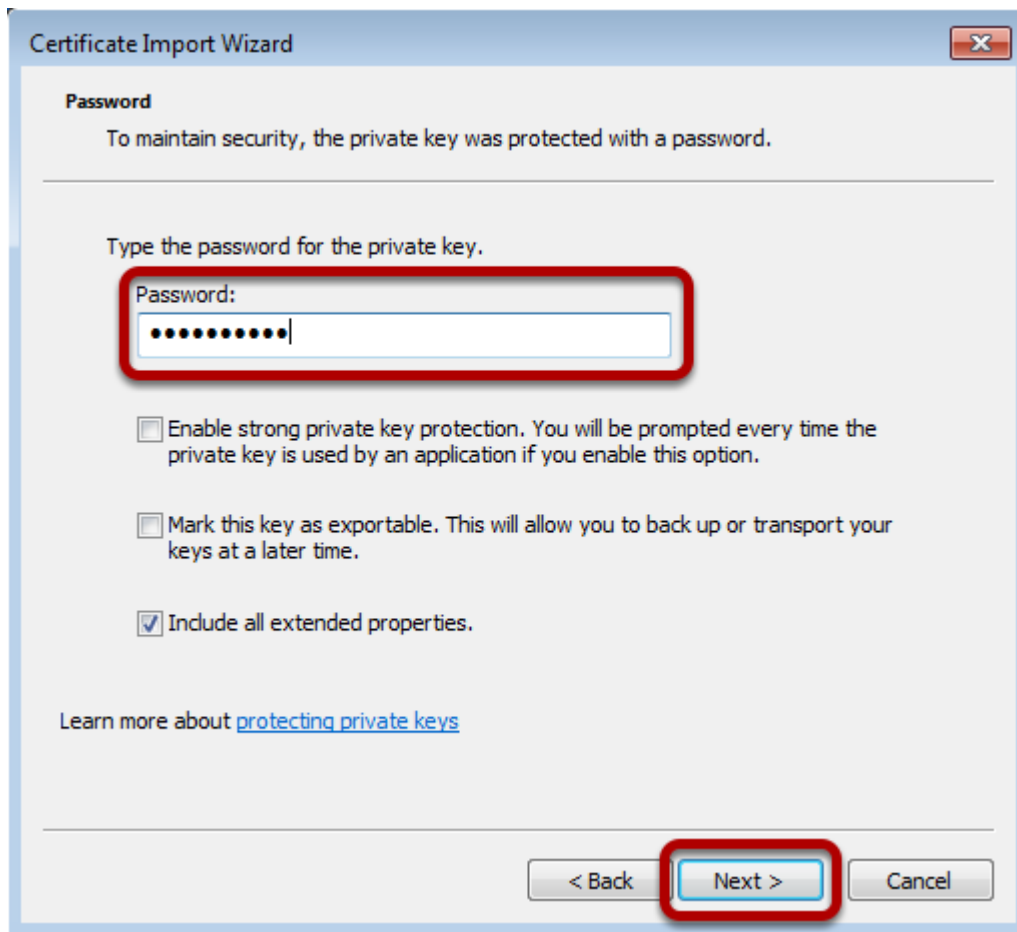 Certificate Import Wizard
Password
To maintain security, the private key was protected with a password.
Type the password for the private key.
Password:
••••••••••
Enable strong private key protection. You will be prompted every time the
private key is used by an application if you enable this option.
Mark this key as exportable. This will allow you to back up or transport your
keys at a later time.
Include all extended properties.
Learn more about protecting private keys
< Back Next > Cancel